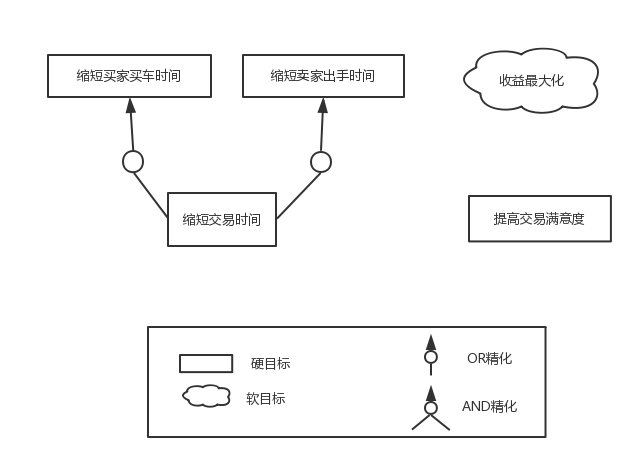 缩短买家买车时间
缩短卖家出手时间
收益最大化
缩短交易时间
提高交易满意度
硬目标
OR精化
软目标
AND精化